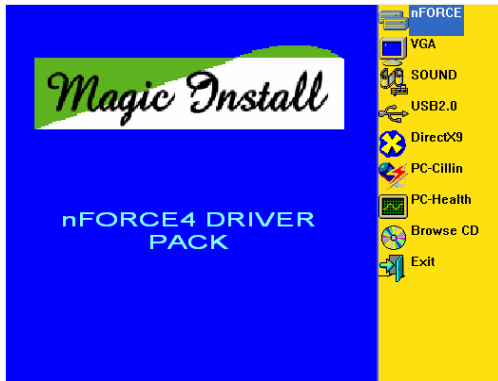 Magic Install
nFORCE4 DRIVER
PACK
nFORCE
VGA
SOUND
USB2.0
DirectX9
PC-Cillin
PC-Health
Browse CD
Exit